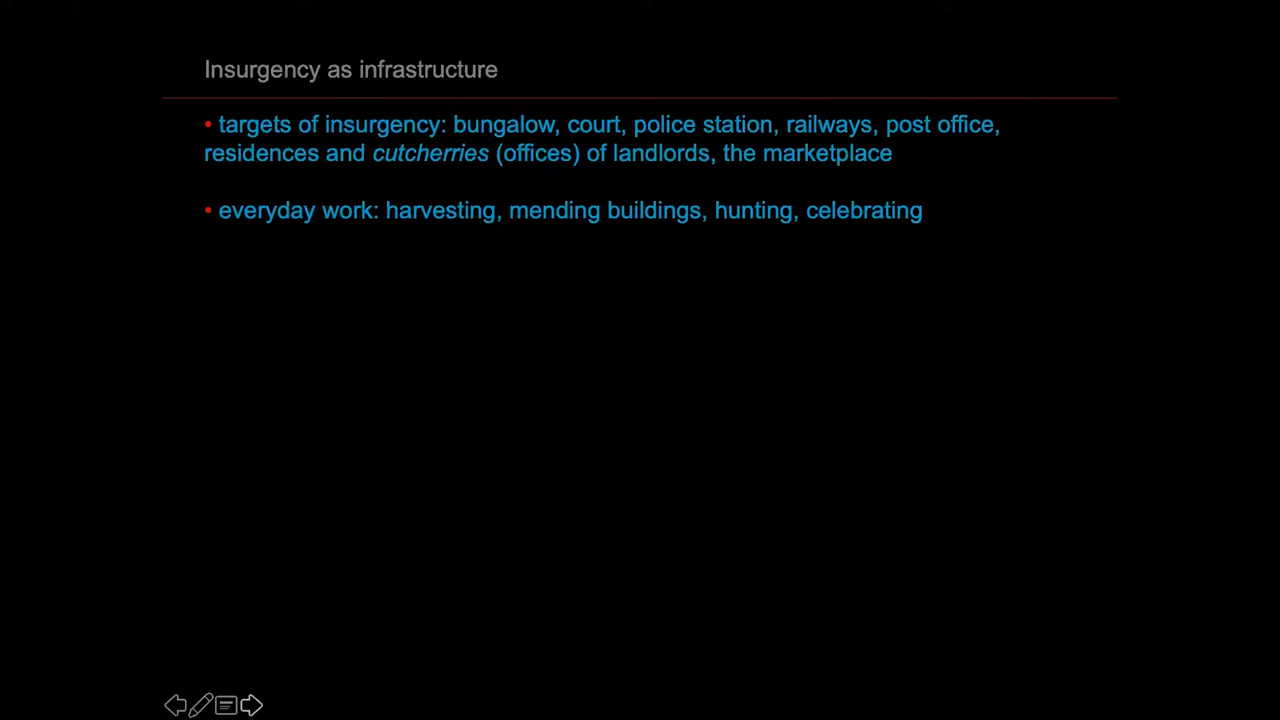 Insurgency as infrastructure
• targets of insurgency: bungalow, court, police station, railways, post office,
residences and cutcherries (offices) of landlords, the marketplace
• everyday work: harvesting, mending buildings, hunting, celebrating